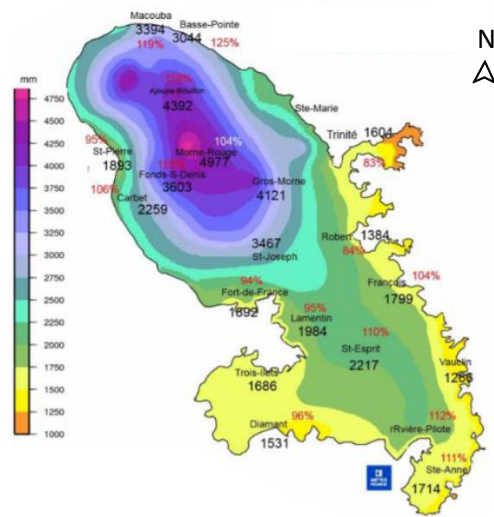 Macouba
3394
119%
Basse-Pointe
3044
125%
N
mm
4750
4500
4250
4000
3750
3500
3250
3000
2750
2500
2250
2000
1750
1500
1250
1000
Ajoupa-Bouillon
4392
Ste-Marie
Trinité 1604
83%
95%
St-Pierre
1893
104%
Morne-Rouge
4977
Fonds-S-Denis
3603
106%
Carbet
2259
Gros-Morne
4121
3467
St-Joseph
Robert 1384
84%
94%
Fort-de-France
1892
104%
François
1799
95%
Lamentin
1984
110%
St-Esprit
2217
Vauclin
1286
Trois-Ilets
1686
Diamant 96%
1531
112%
rRvière-Pilote
111%
Ste-Anne
1714
METEO
FRANCE